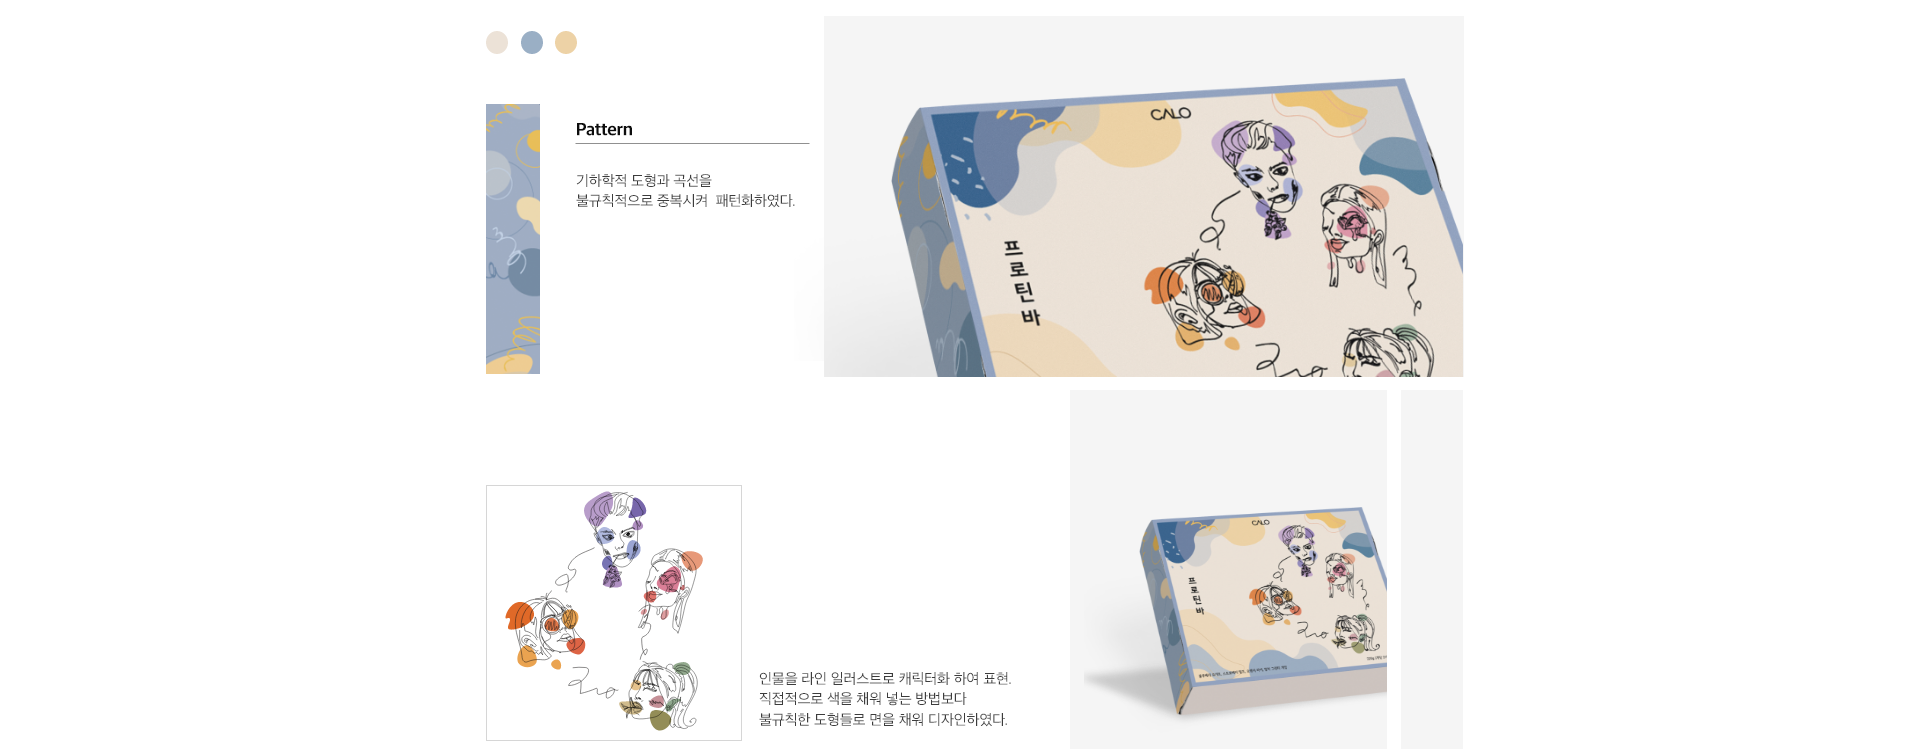 Pattern
기하학적 도형과 곡선을
불규칙적으로 중복시켜 패턴화하였다.
CALO
프로틴바
인물을 라인 일러스트로 캐릭터화 하여 표현.
직접적으로 색을 채워 넣는 방법보다
불규칙한 도형들로 면을 채워 디자인하였다.
CALO
프로틴바